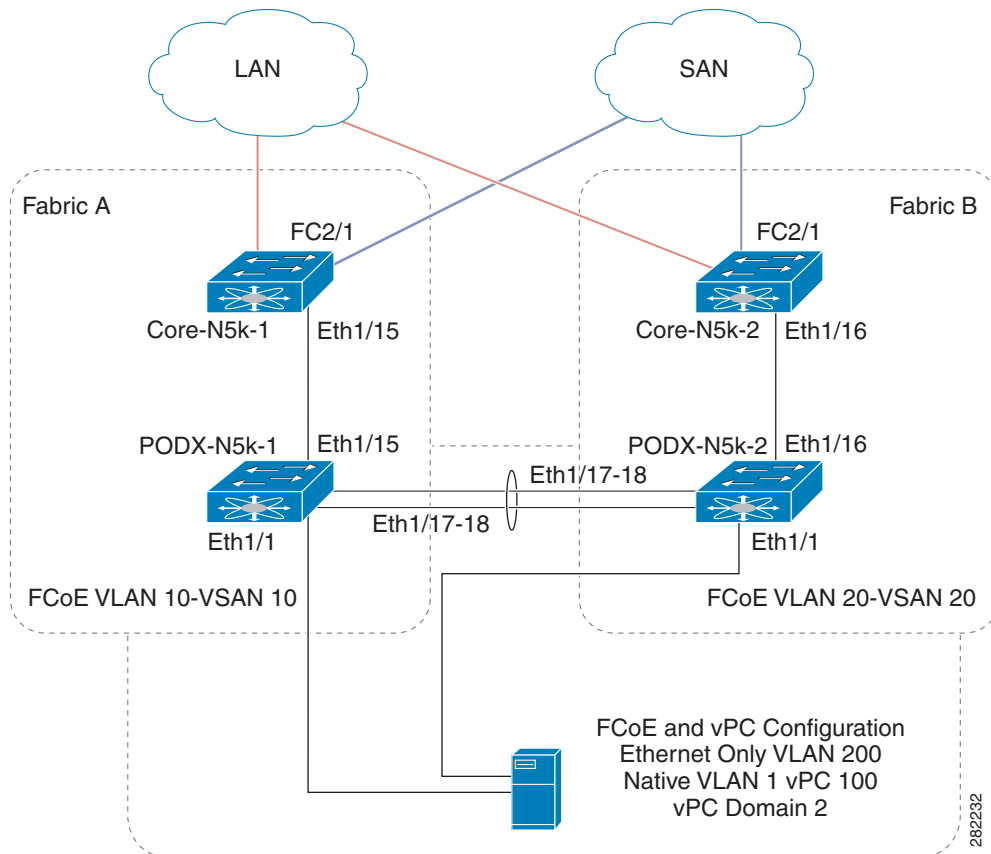 LAN
SAN
Fabric A
Fabric B
FC2/1
FC2/1
Core-N5k-1
Eth1/15
Core-N5k-2
Eth1/16
PODX-N5k-1
Eth1/15
PODX-N5k-2
Eth1/16
Eth1/17-18
Eth1/17-18
Eth1/1
Eth1/1
FCoE VLAN 10-VSAN 10
FCoE VLAN 20-VSAN 20
FCoE and vPC Configuration
Ethernet Only VLAN 200
Native VLAN 1 vPC 100
vPC Domain 2
282232